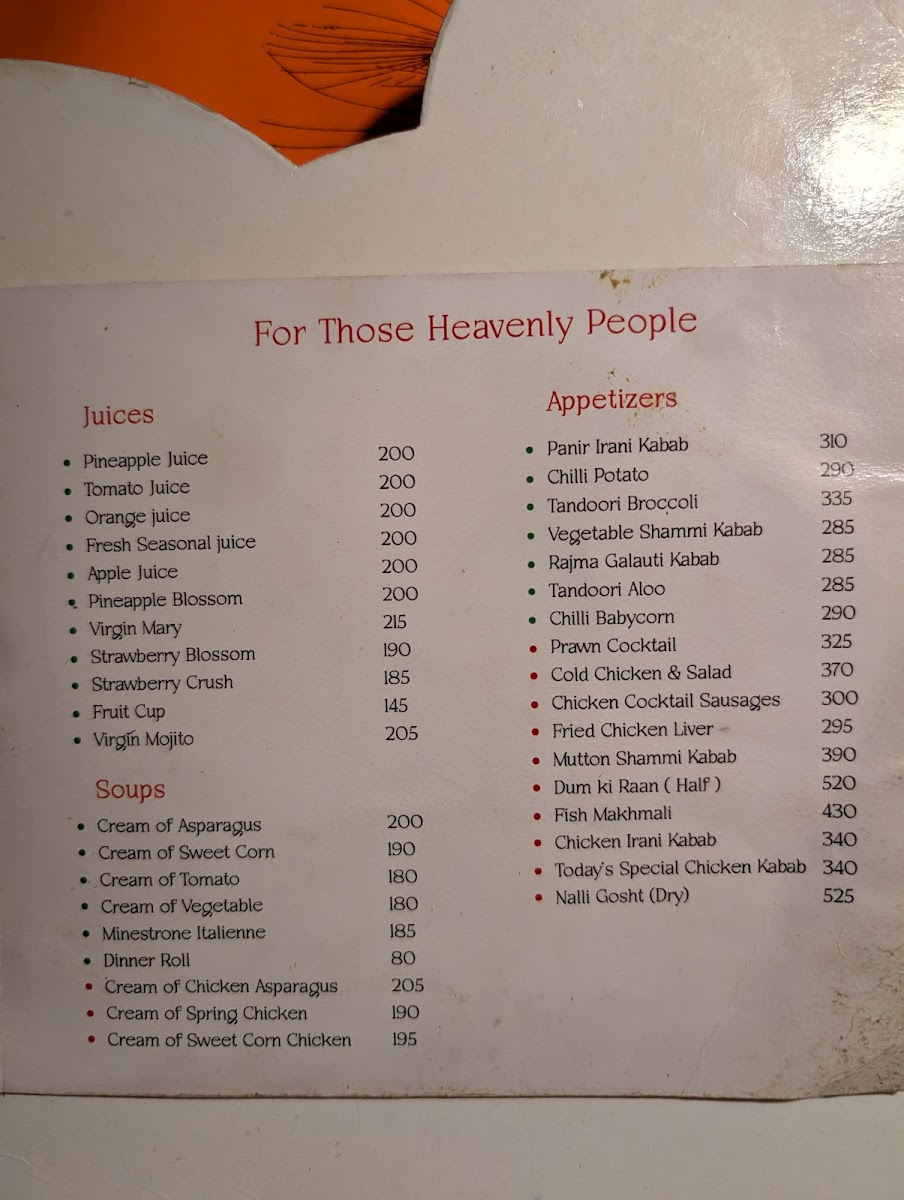 For Those Heavenly People
Juices
Pineapple Juice 200
Tomato Juice 200
Orange juice 200
Fresh Seasonal juice 200
Apple Juice 200
Pineapple Blossom 200
Virgin Mary 215
Strawberry Blossom 190
Strawberry Crush 185
Fruit Cup 145
Virgin Mojito 205
Soups
Cream of Asparagus 200
Cream of Sweet Corn 190
Cream of Tomato 180
Cream of Vegetable 180
Minestrone Italienne 185
Dinner Roll 80
Cream of Chicken Asparagus 205
Cream of Spring Chicken 190
Cream of Sweet Corn Chicken 195
Appetizers
Panir Irani Kabab 310
Chilli Potato 290
Tandoori Broccoli 335
Vegetable Shammi Kabab 285
Rajma Galauti Kabab 285
Tandoori Aloo 285
Chilli Babycorn 290
Prawn Cocktail 325
Cold Chicken & Salad 370
Chicken Cocktail Sausages 300
Fried Chicken Liver 295
Mutton Shammi Kabab 390
Dum ki Raan ( Half ) 520
Fish Makhmali 430
Chicken Irani Kabab 340
Today's Special Chicken Kabab 340
Nalli Gosht (Dry) 525